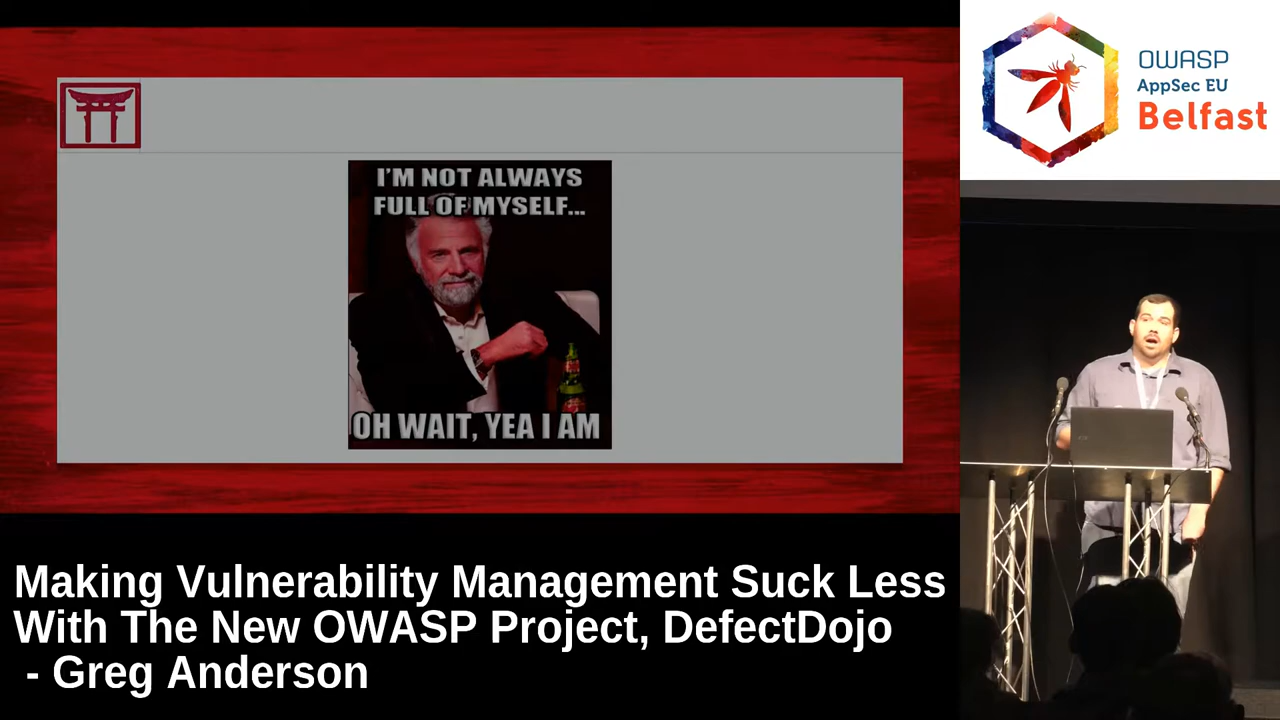 I'M NOT ALWAYS
FULL OF MYSELF...
OH WAIT, YEA I AM
OWASP
AppSec EU
Belfast
Making Vulnerability Management Suck Less
With The New OWASP Project, DefectDojo
- Greg Anderson